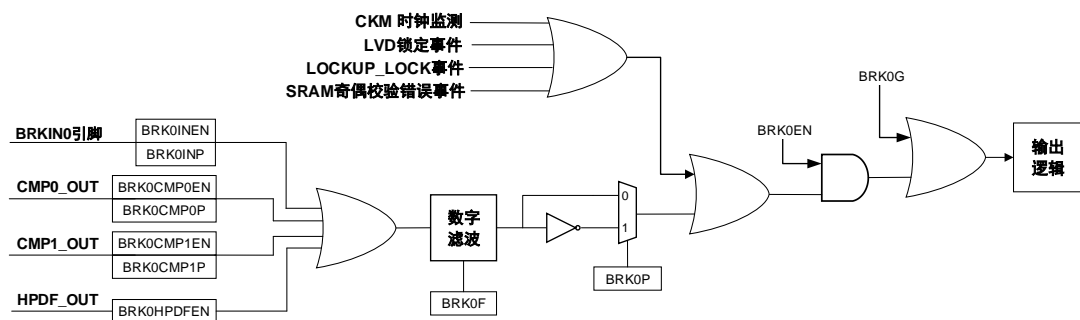 CKM 时钟监测
LVD锁定事件
LOCKUP_LOCK事件
SRAM奇偶校验错误事件
BRK0G
BRKIN0引脚
BRK0INEN
BRK0INP
BRK0EN
输出
逻辑
CMP0_OUT
BRK0CMP0EN
BRK0CMP0P
数字
滤波
0
1
CMP1_OUT
BRK0CMP1EN
BRK0CMP1P
BRK0P
BRK0F
HPDF_OUT
BRK0HPDFEN